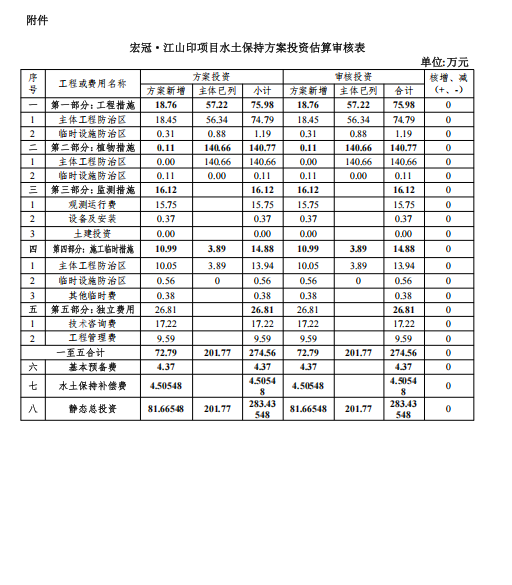 附件
宏冠·江山印项目水土保持方案投资估算审核表
单位:万元
序号 工程或费用名称 方案投资 审核投资 核增、减(+、-)
方案新增 主体已列 小计 方案新增 主体已列 合计
一 第一部分:工程措施 18.76 57.22 75.98 18.76 57.22 75.98 0
1 主体工程防治区 18.45 56.34 74.79 18.45 56.34 74.79 0
2 临时设施防治区 0.31 0.88 1.19 0.31 0.88 1.19 0
二 第二部分:植物措施 0.11 140.66 140.77 0.11 140.66 140.77 0
1 主体工程防治区 0.00 140.66 140.66 0.00 140.66 140.66 0
2 临时设施防治区 0.11 0.00 0.11 0.11 0.00 0.11 0
三 第三部分:监测措施 16.12 16.12 16.12 16.12 0
1 观测运行费 15.75 15.75 15.75 15.75 0
2 设备及安装 0.37 0.37 0.37 0.37 0
3 土建投资 0.00 0.00 0.00 0.00 0
四 第四部分:施工临时措施 10.99 3.89 14.88 10.99 3.89 14.88 0
1 主体工程防治区 10.05 3.89 13.94 10.05 3.89 13.94 0
2 临时设施防治区 0.56 0 0.56 0.56 0 0.56 0
3 其他临时费 0.38 0.38 0.38 0.38 0
五 第五部分:独立费用 26.81 26.81 26.81 26.81 0
1 技术咨询费 17.22 17.22 17.22 17.22 0
2 工程管理费 9.59 9.59 9.59 9.59 0
一至五合计 72.79 201.77 274.56 72.79 201.77 274.56 0
六 基本预备费 4.37 4.37 4.37 4.37 0
七 水土保持补偿费 4.50548 4.50548 4.50548 4.50548 0
八 静态总投资 81.66548 201.77 283.43548 81.66548 201.77 283.43548 0